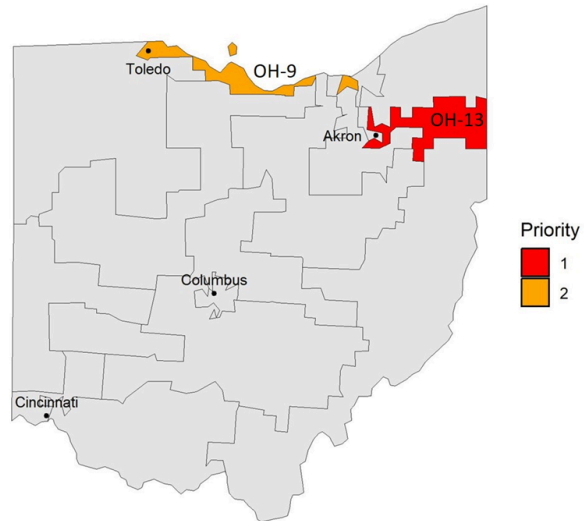 Toledo
OH-9
OH-13
Akron
Columbus
Cincinnati
Priority
1
2